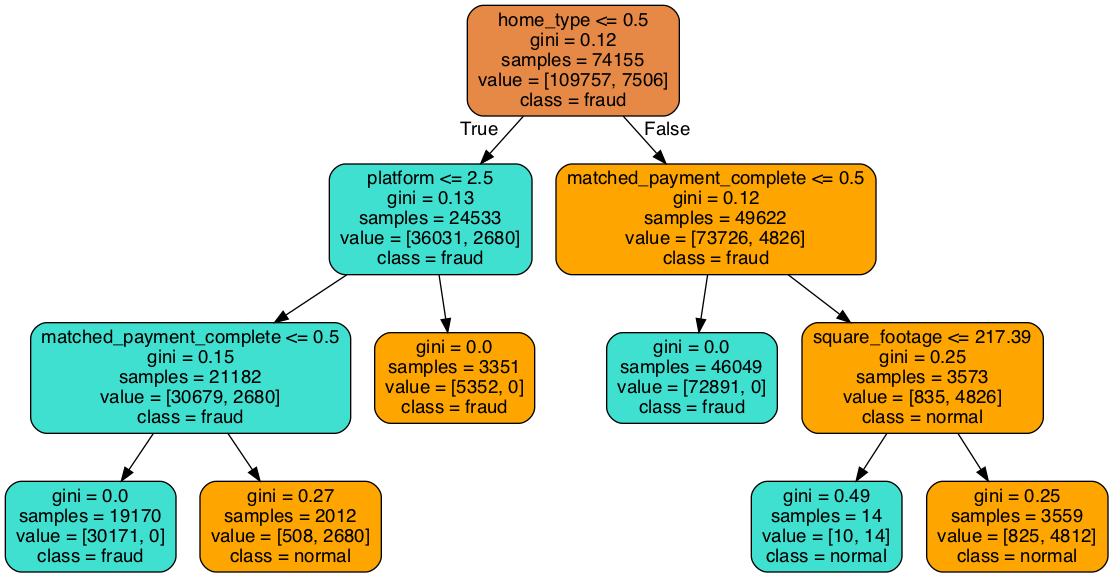 home_type <= 0.5
gini = 0.12
samples = 74155
value = [109757, 7506]
class = fraud
True
False
platform <= 2.5
gini = 0.13
samples = 24533
value = [36031, 2680]
class = fraud
matched_payment_complete <= 0.5
gini = 0.12
samples = 49622
value = [73726, 4826]
class = fraud
matched_payment_complete <= 0.5
gini = 0.15
samples = 21182
value = [30679, 2680]
class = fraud
gini = 0.0
samples = 3351
value = [5352, 0]
class = fraud
gini = 0.0
samples = 46049
value = [72891, 0]
class = fraud
square_footage <= 217.39
gini = 0.25
samples = 3573
value = [835, 4826]
class = normal
gini = 0.0
samples = 19170
value = [30171, 0]
class = fraud
gini = 0.27
samples = 2012
value = [508, 2680]
class = normal
gini = 0.49
samples = 14
value = [10, 14]
class = normal
gini = 0.25
samples = 3559
value = [825, 4812]
class = normal